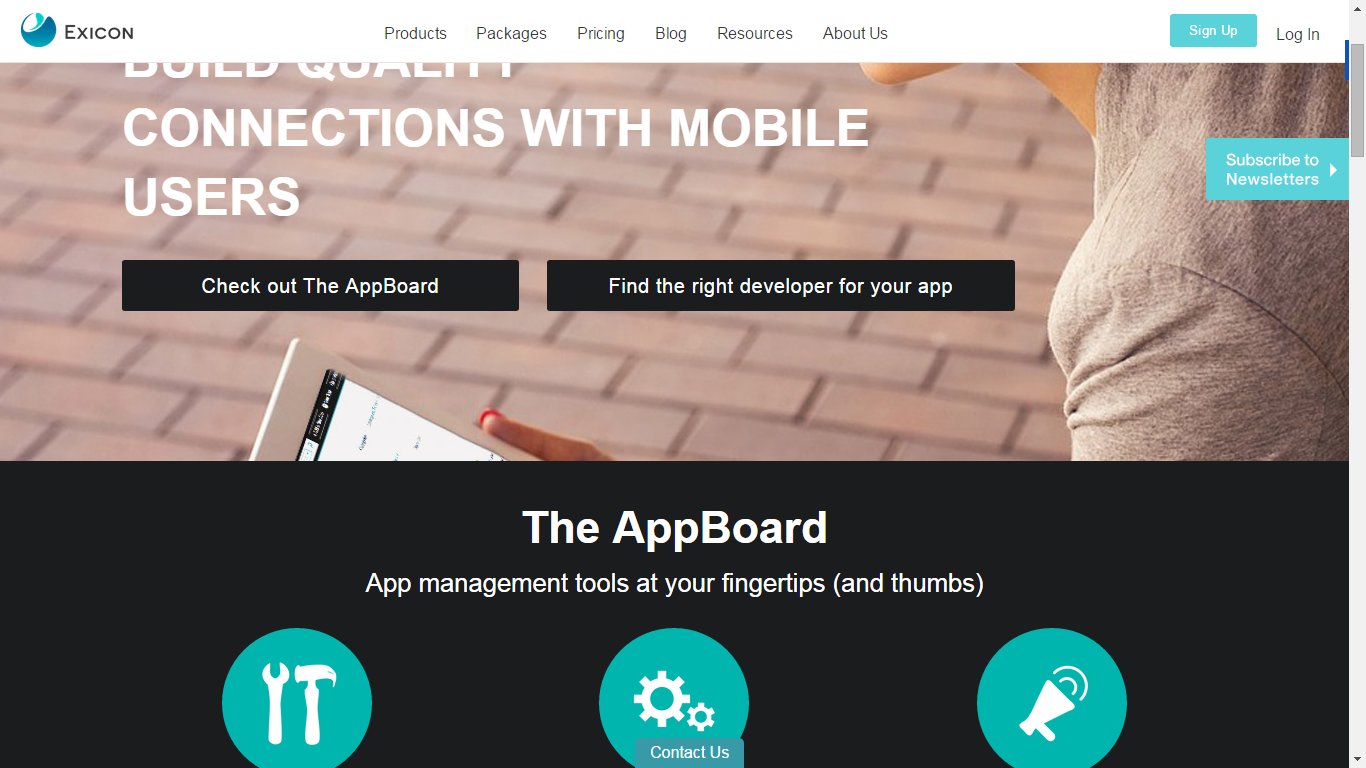 EXICON
Products
Packages
Pricing
Blog
Resources
About Us
Sign Up
Log In
BUILD QUALITY
CONNECTIONS WITH MOBILE
USERS
Subscribe to
Newsletters
Check out The AppBoard
Find the right developer for your app
The AppBoard
App management tools at your fingertips (and thumbs)
Contact Us